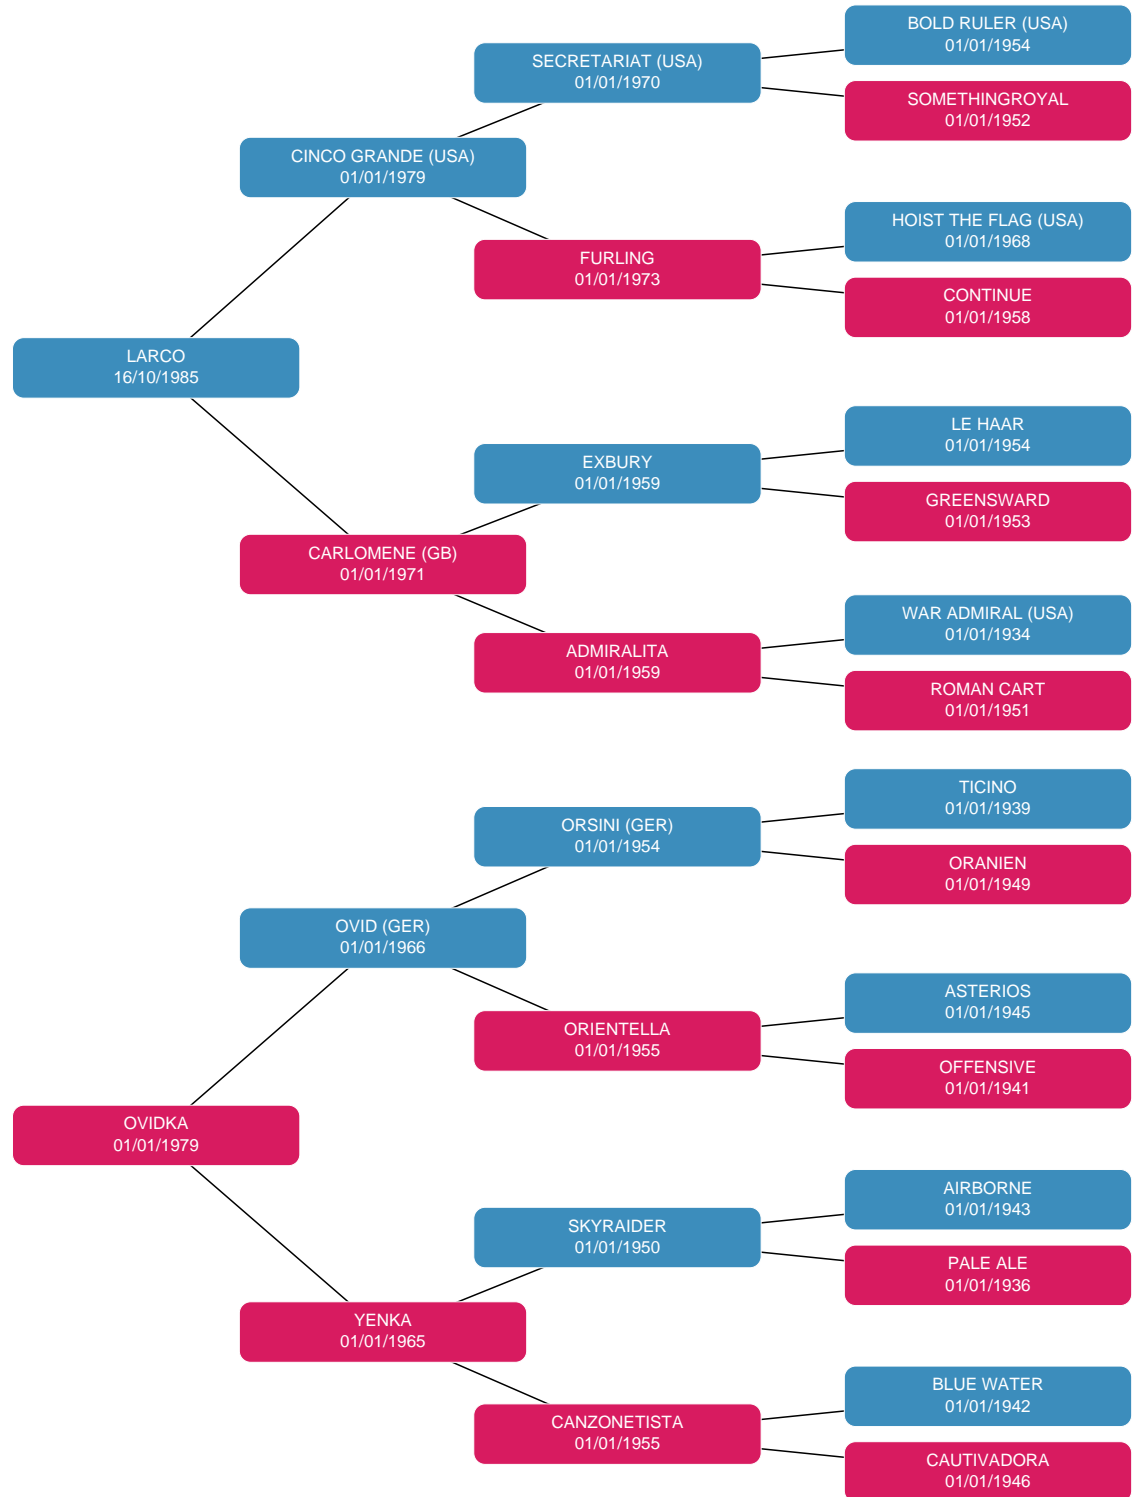 BOLD RULER (USA)
01/01/1954
SECRETARIAT (USA)
01/01/1970
SOMETHINGROYAL
01/01/1952
CINCO GRANDE (USA)
01/01/1979
HOIST THE FLAG (USA)
01/01/1968
FURLING
01/01/1973
CONTINUE
01/01/1958
LARCO
16/10/1985
LE HAAR
01/01/1954
EXBURY
01/01/1959
GREENSWARD
01/01/1953
CARLOMENE (GB)
01/01/1971
WAR ADMIRAL (USA)
01/01/1934
ADMIRALITA
01/01/1959
ROMAN CART
01/01/1951
TICINO
01/01/1939
ORSINI (GER)
01/01/1954
ORANIEN
01/01/1949
OVID (GER)
01/01/1966
ASTERIOS
01/01/1945
ORIENTELLA
01/01/1955
OFFENSIVE
01/01/1941
OVIDKA
01/01/1979
AIRBORNE
01/01/1943
SKYRAIDER
01/01/1950
PALE ALE
01/01/1936
YENKA
01/01/1965
BLUE WATER
01/01/1942
CANZONETISTA
01/01/1955
CAUTIVADORA
01/01/1946